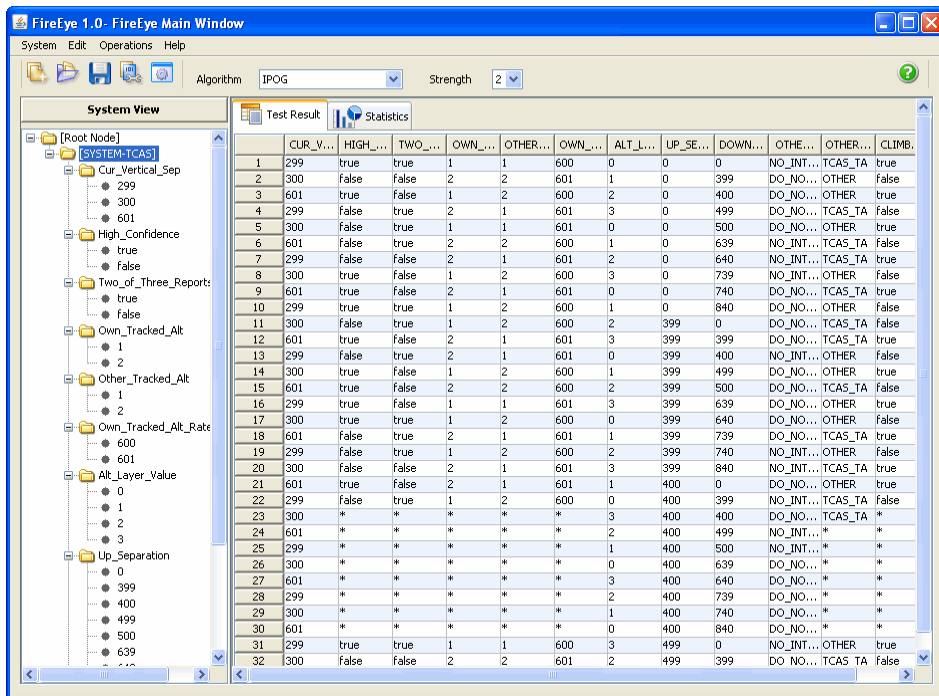 FireEye 1.0- FireEye Main Window
System Edit Operations Help
Algorithm IPOG Strength 2
System View
[Root Node]
[SYSTEM-TCAS]
Cur_Vertical_Sep
299
300
601
High_Confidence
true
false
Two_of_Three_Reports
true
false
Own_Tracked_Alt
1
2
Other_Tracked_Alt
1
2
Own_Tracked_Alt_Rate
600
601
Alt_Layer_Value
0
1
2
3
Up_Separation
0
399
400
499
500
639
Test Result Statistics
CUR_V... HIGH_... TWO_... OWN_... OTHER... OWN_... ALT_L... UP_SE... DOWN... OTHE... OTHER... CLIMB.
1 299 true true 1 1 600 0 0 0 NO_INT... TCAS_TA true
2 300 false false 2 2 601 1 0 399 DO_NO... OTHER false
3 601 true false 1 2 600 2 0 400 DO_NO... OTHER false
4 299 false true 2 1 601 3 0 499 DO_NO... TCAS_TA false
5 300 false true 1 1 601 0 0 500 DO_NO... OTHER true
6 601 false true 2 2 600 1 0 639 NO_INT... TCAS_TA false
7 299 false false 2 1 601 2 0 640 NO_INT... TCAS_TA true
8 300 true false 1 2 600 3 0 739 NO_INT... OTHER false
9 601 true false 2 1 601 0 0 740 DO_NO... TCAS_TA true
10 299 true true 1 2 600 1 0 840 DO_NO... OTHER false
11 300 false true 1 2 600 2 399 0 DO_NO... TCAS_TA false
12 601 true false 2 1 601 3 399 399 DO_NO... TCAS_TA true
13 299 false true 2 1 601 0 399 400 NO_INT... OTHER false
14 300 true false 1 1 600 1 399 499 DO_NO... OTHER true
15 601 true false 2 2 600 2 399 500 DO_NO... TCAS_TA false
16 299 true false 1 1 601 3 399 639 DO_NO... OTHER true
17 300 true true 1 2 600 0 399 640 DO_NO... OTHER false
18 601 false true 2 1 601 1 399 739 DO_NO... TCAS_TA true
19 299 false true 1 2 600 2 399 740 NO_INT... OTHER false
20 300 false false 2 1 601 3 399 840 NO_INT... TCAS_TA true
21 601 true false 2 1 601 1 400 0 DO_NO... OTHER true
22 299 false true 1 2 600 0 400 399 NO_INT... TCAS_TA false
23 300 * * * * * 3 400 400 DO_NO... TCAS_TA *
24 601 * * * * * 2 400 499 NO_INT... * *
25 299 * * * * * 1 400 500 NO_INT... * *
26 300 * * * * * 0 400 639 DO_NO... * *
27 601 * * * * * 3 400 640 DO_NO... * *
28 299 * * * * * 2 400 739 DO_NO... * *
29 300 * * * * * 1 400 740 DO_NO... * *
30 601 * * * * * 0 400 840 DO_NO... * *
31 299 true true 1 1 600 3 499 0 NO_INT... OTHER true
32 300 false false 2 2 601 2 499 399 DO_NO... TCAS_TA false